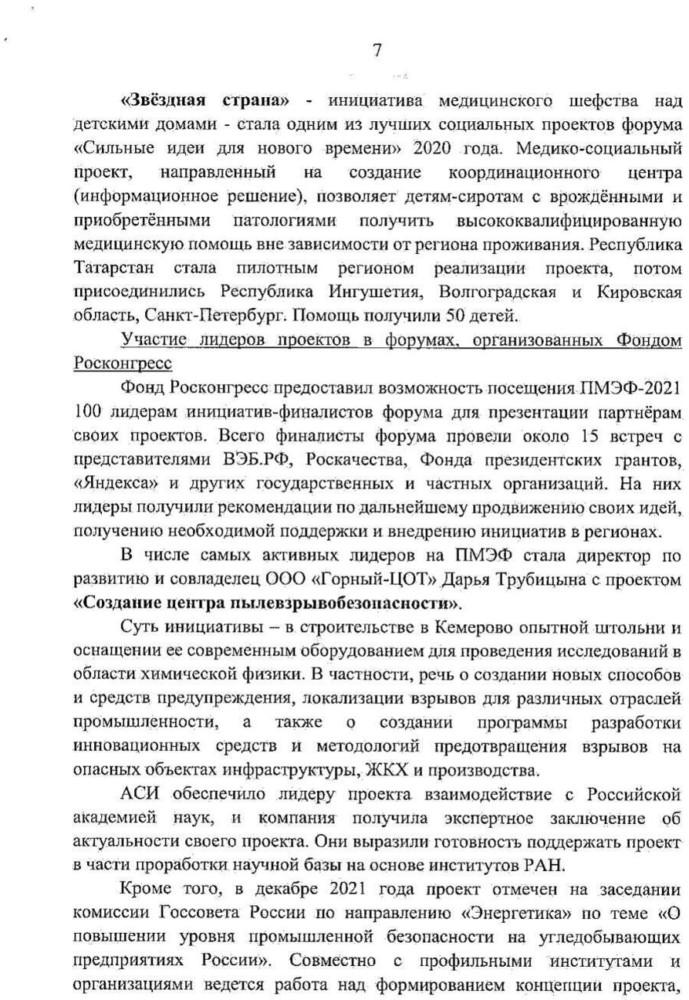 7
«Звёздная страна» - инициатива медицинского шефства над
детскими домами - стала одним из лучших социальных проектов форума
«Сильные идеи для нового времени» 2020 года. Медико-социальный
проект, направленный на создание координационного центра
(информационное решение), позволяет детям-сиротам с врождёнными и
приобретёнными патологиями получить высококвалифицированную
медицинскую помощь вне зависимости от региона проживания. Республика
Татарстан стала пилотным регионом реализации проекта, потом
присоединились Республика Ингушетия, Волгоградская и Кировская
область, Санкт-Петербург. Помощь получили 50 детей.
Участие лидеров проектов в форумах, организованных Фондом
Росконгресс
Фонд Росконгресс предоставил возможность посещения ПМЭФ-2021
100 лидерам инициатив-финалистов форума для презентации партнёрам
своих проектов. Всего финалисты форума провели около 15 встреч с
представителями ВЭБ.РФ, Роскачества, Фонда президентских грантов,
«Яндекса» и других государственных и частных организаций. На них
лидеры получили рекомендации по дальнейшему продвижению своих идей,
получению необходимой поддержки и внедрению инициатив в регионах.
В числе самых активных лидеров на ПМЭФ стала директор по
развитию и совладелец ООО «Горный-ЦОТ» Дарья Трубицына с проектом
«Создание центра пылевзрывобезопасности».
Суть инициативы – в строительстве в Кемерово опытной штольни и
оснащении ее современным оборудованием для проведения исследований в
области химической физики. В частности, речь о создании новых способов
и средств предупреждения, локализации взрывов для различных отраслей
промышленности, а также о создании программы разработки
инновационных средств и методологий предотвращения взрывов на
опасных объектах инфраструктуры, ЖКХ и производства.
АСИ обеспечило лидеру проекта взаимодействие с Российской
академией наук, и компания получила экспертное заключение об
актуальности своего проекта. Они выразили готовность поддержать проект
в части проработки научной базы на основе институтов РАН.
Кроме того, в декабре 2021 года проект отмечен на заседании
комиссии Госсовета России по направлению «Энергетика» по теме «О
повышении уровня промышленной безопасности на угледобывающих
предприятиях России». Совместно с профильными институтами и
организациями ведется работа над формированием концепции проекта,